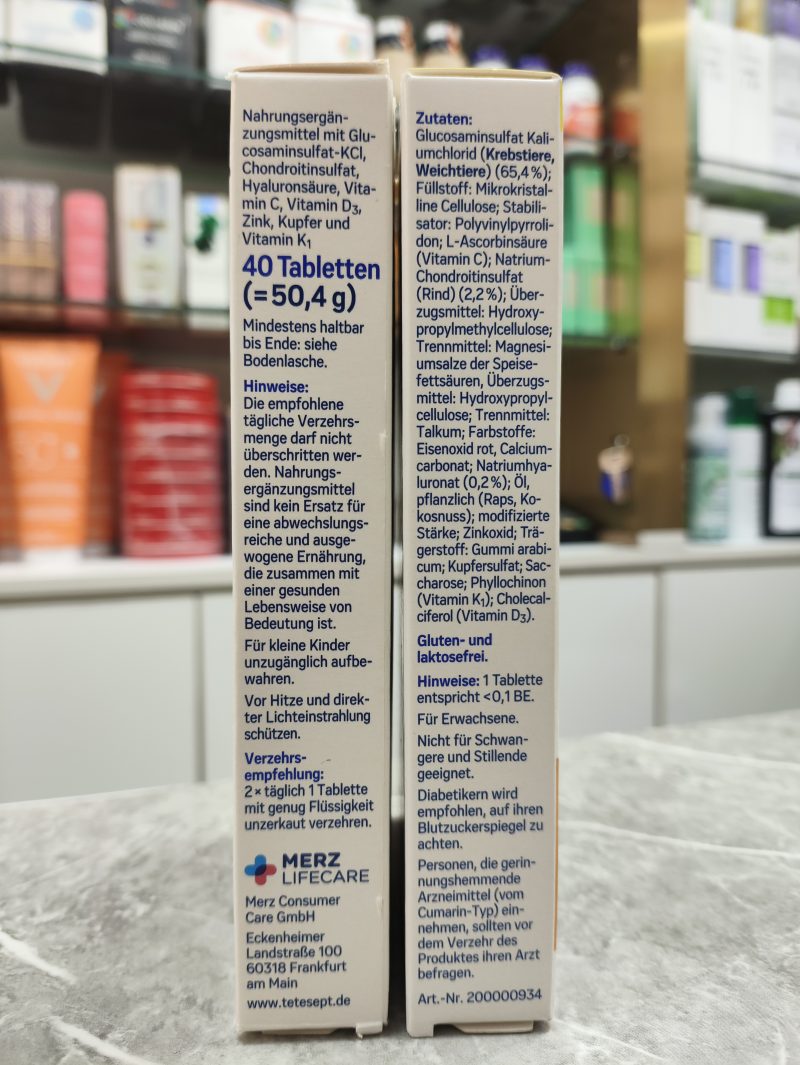 Nahrungsergän-
zungsmittel mit Glu-
cosaminsulfat-KCl,
Chondroitinsulfat,
Hyaluronsäure, Vita-
min C, Vitamin D3,
Zink, Kupfer und
Vitamin K1
40 Tabletten
(=50,4 g)
Mindestens haltbar
bis Ende: siehe
Bodenlasche.
Hinweise:
Die empfohlene
tägliche Verzehrs-
menge darf nicht
überschritten wer-
den. Nahrungs-
ergänzungsmittel
sind kein Ersatz für
eine abwechslungs-
reiche und ausge-
wogene Ernährung,
die zusammen mit
einer gesunden
Lebensweise von
Bedeutung ist.
Für kleine Kinder
unzugänglich aufbe-
wahren.
Vor Hitze und direk-
ter Lichteinstrahlung
schützen.
Verzehrs-
empfehlung:
2 × täglich 1 Tablette
mit genug Flüssigkeit
unzerkaut verzehren.
MERZ
LIFECARE
Merz Consumer
Care GmbH
Eckenheimer
Landstraße 100
60318 Frankfurt
am Main
www.tetesept.de
Zutaten:
Glucosaminsulfat Kali-
umchlorid (Krebstiere,
Weichtiere) (65,4%);
Füllstoff: Mikrokristal-
line Cellulose; Stabili-
sator: Polyvinylpyrroli-
don; L-Ascorbinsäure
(Vitamin C); Natrium-
Chondroitinsulfat
(Rind) (2,2%); Über-
zugsmittel: Hydroxy-
propylmethylcellulose;
Trennmittel: Magnesi-
umsalze der Speise-
fettsäuren, Überzugs-
mittel: Hydroxypropyl-
cellulose; Trennmittel:
Talkum; Farbstoffe:
Eisenoxid rot, Calcium-
carbonat; Natriumhya-
luronat (0,2%); Öl,
pflanzlich (Raps, Ko-
kosnuss); modifizierte
Stärke; Zinkoxid; Trä-
gerstoff: Gummi arabi-
cum; Kupfersulfat; Sac-
charose; Phyllochinon
(Vitamin K1); Cholecal-
ciferol (Vitamin D3).
Gluten- und
laktosefrei.
Hinweise: 1 Tablette
entspricht <0,1 BE.
Für Erwachsene.
Nicht für Schwan-
gere und Stillende
geeignet.
Diabetikern wird
empfohlen, auf ihren
Blutzuckerspiegel zu
achten.
Personen, die gerin-
nungshemmende
Arzneimittel (vom
Cumarin-Typ) ein-
nehmen, sollten vor
dem Verzehr des
Produktes ihren Arzt
befragen.
Art.-Nr. 200000934